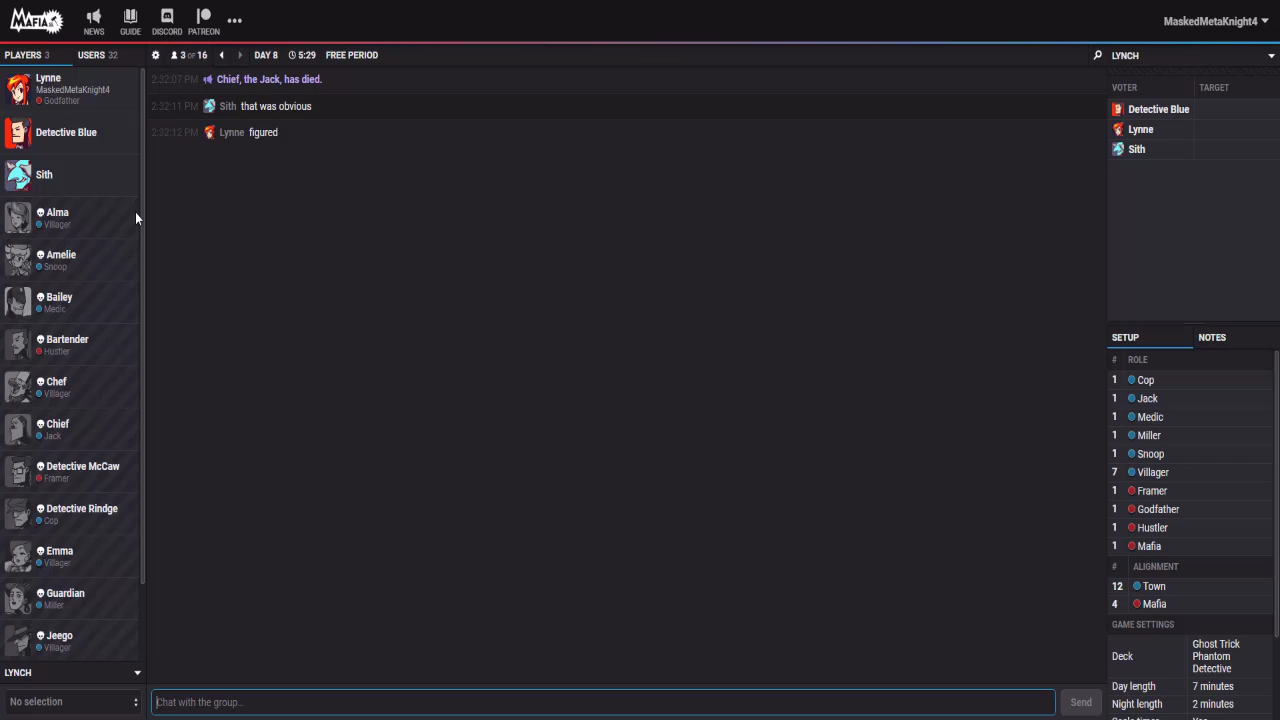 MAFIA
NEWS
GUIDE
DISCORD
PATREON
MaskedMetaKnight4
PLAYERS 3
USERS 32
3 of 16
DAY 8
5:29
FREE PERIOD
Lynne
MaskedMetaKnight4
Godfather
Detective Blue
Sith
Alma
Villager
Amelie
Snoop
Bailey
Medic
Bartender
Hustler
Chef
Villager
Chief
Jack
Detective McCaw
Framer
Detective Rindge
Cop
Emma
Villager
Guardian
Miller
Jeego
Villager
LYNCH
No selection
2:32:07 PM Chief, the Jack, has died.
2:32:11 PM Sith that was obvious
2:32:12 PM Lynne figured
Chat with the group...
Send
LYNCH
VOTER TARGET
Detective Blue
Lynne
Sith
SETUP NOTES
# ROLE
1 Cop
1 Jack
1 Medic
1 Miller
1 Snoop
7 Villager
1 Framer
1 Godfather
1 Hustler
1 Mafia
# ALIGNMENT
12 Town
4 Mafia
GAME SETTINGS
Deck Ghost Trick
Phantom
Detective
Day length 7 minutes
Night length 2 minutes